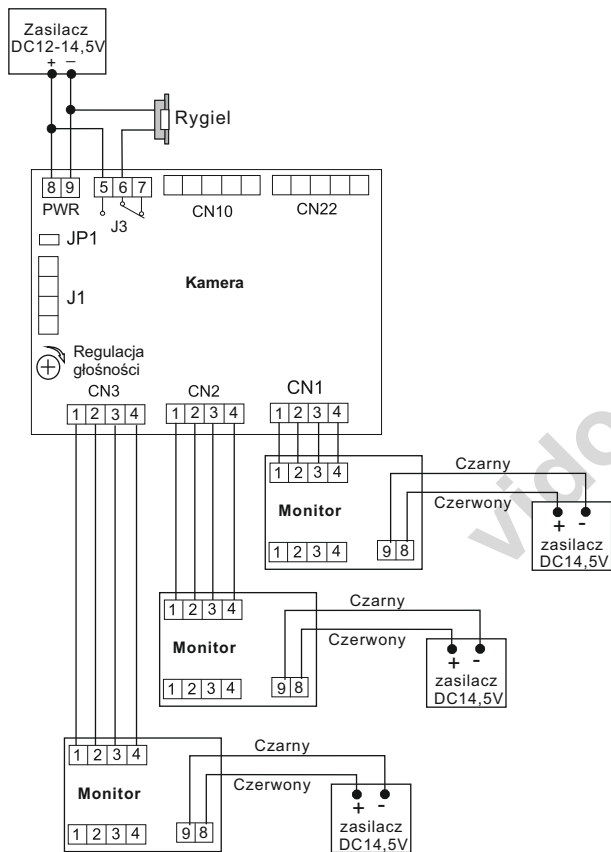 Zasilacz
DC12-14,5V
+ −
Rygiel
8 9 5 6 7
PWR J3 CN10 CN22
JP1
J1
Kamera
Regulacja
głośności
CN3 CN2 CN1
1 2 3 4 1 2 3 4 1 2 3 4
1 2 3 4
Czarny
Czerwony
Monitor
1 2 3 4 9 8
+ -
zasilacz
DC14,5V
vido
1 2 3 4
Czarny
Czerwony
Monitor
1 2 3 4 9 8
+ -
zasilacz
DC14,5V
1 2 3 4
Czarny
Czerwony
Monitor
1 2 3 4 9 8
+ -
zasilacz
DC14,5V